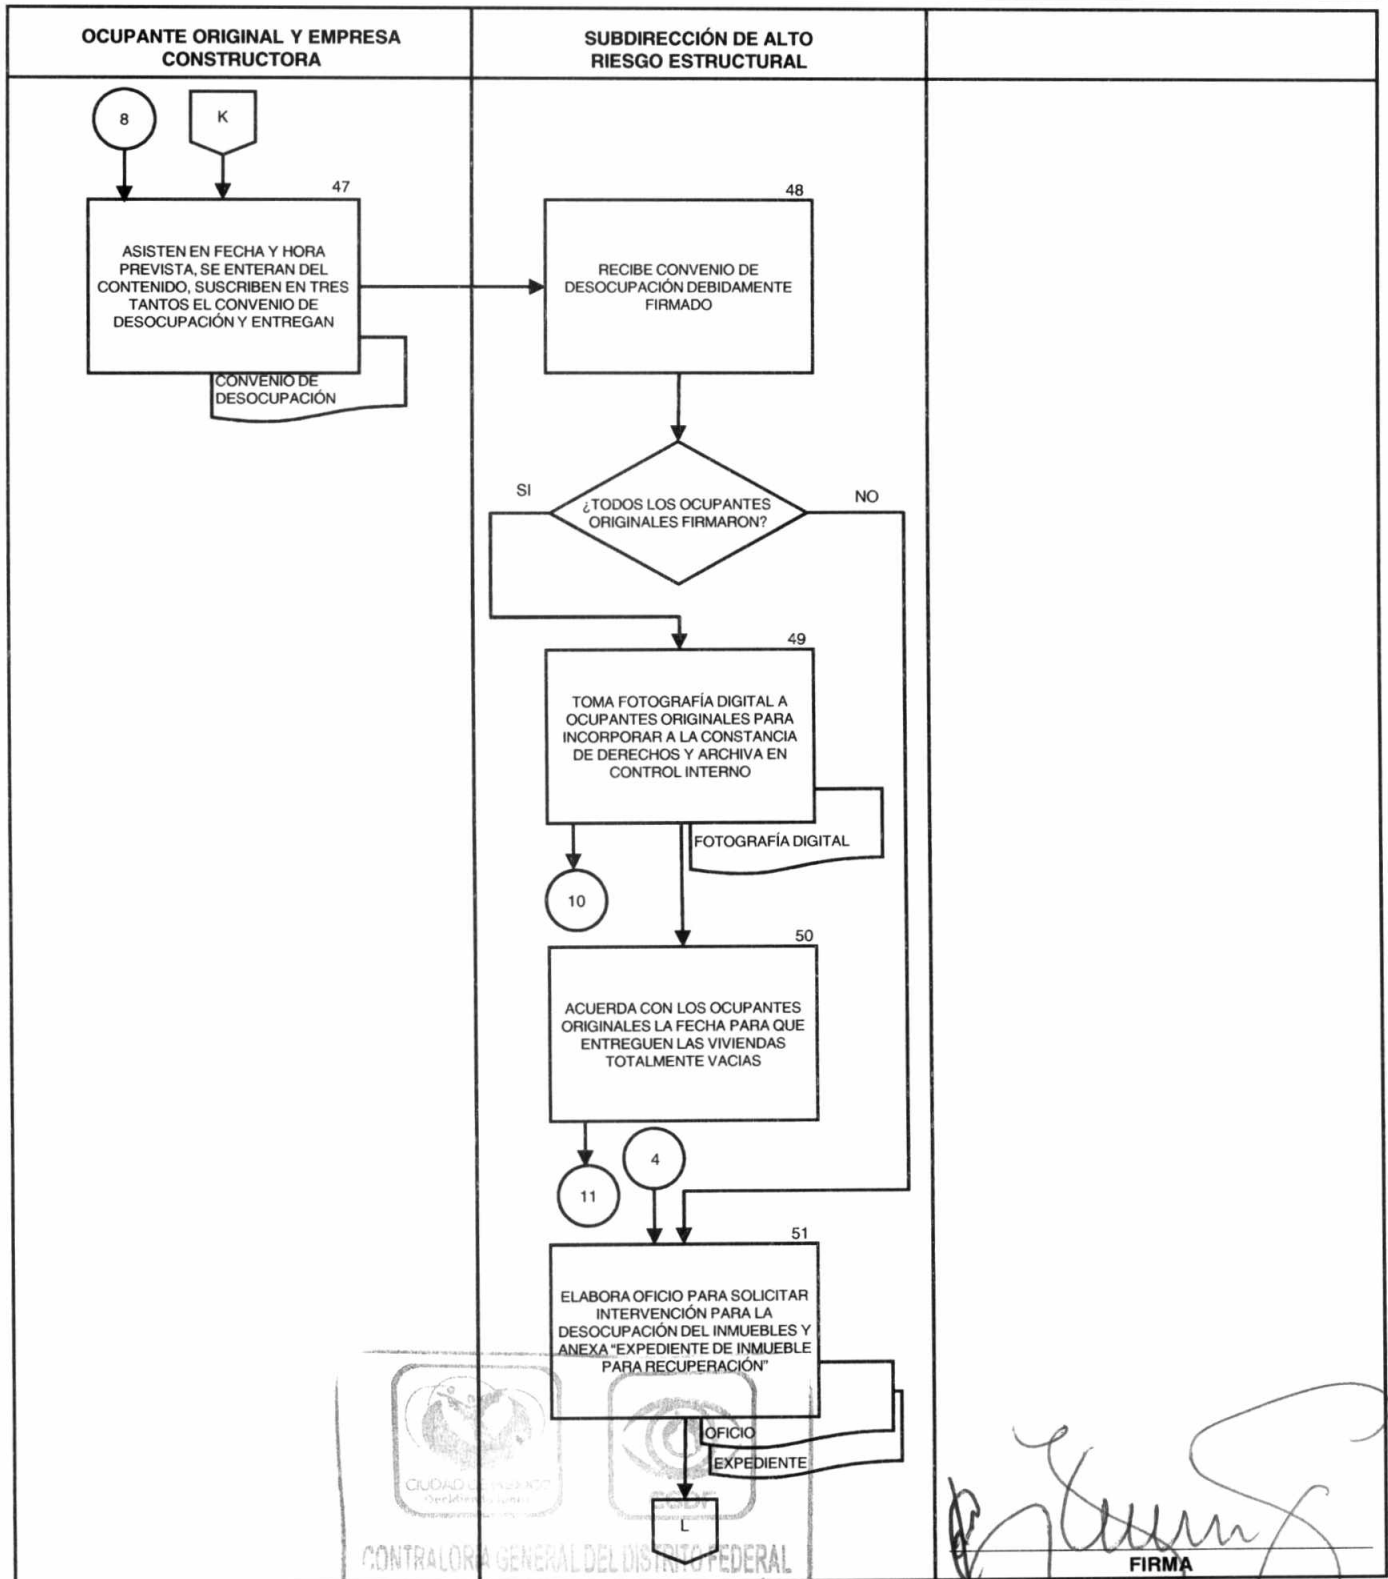 OCUPANTE ORIGINAL Y EMPRESA
CONSTRUCTORA
SUBDIRECCIÓN DE ALTO
RIESGO ESTRUCTURAL
8
K
47
ASISTEN EN FECHA Y HORA
PREVISTA, SE ENTERAN DEL
CONTENIDO, SUSCRIBEN EN TRES
TANTOS EL CONVENIO DE
DESOCUPACIÓN Y ENTREGAN
CONVENIO DE
DESOCUPACIÓN
48
RECIBE CONVENIO DE
DESOCUPACIÓN DEBIDAMENTE
FIRMADO
SI
¿TODOS LOS OCUPANTES
ORIGINALES FIRMARON?
NO
49
TOMA FOTOGRAFÍA DIGITAL A
OCUPANTES ORIGINALES PARA
INCORPORAR A LA CONSTANCIA
DE DERECHOS Y ARCHIVA EN
CONTROL INTERNO
FOTOGRAFÍA DIGITAL
10
50
ACUERDA CON LOS OCUPANTES
ORIGINALES LA FECHA PARA QUE
ENTREGUEN LAS VIVIENDAS
TOTALMENTE VACIAS
11
4
51
ELABORA OFICIO PARA SOLICITAR
INTERVENCIÓN PARA LA
DESOCUPACIÓN DEL INMUEBLES Y
ANEXA “EXPEDIENTE DE INMUEBLE
PARA RECUPERACIÓN”
OFICIO
EXPEDIENTE
L
CIUDAD DE MÉXICO
CGDF
CONTRALORÍA GENERAL DEL DISTRITO FEDERAL
FIRMA